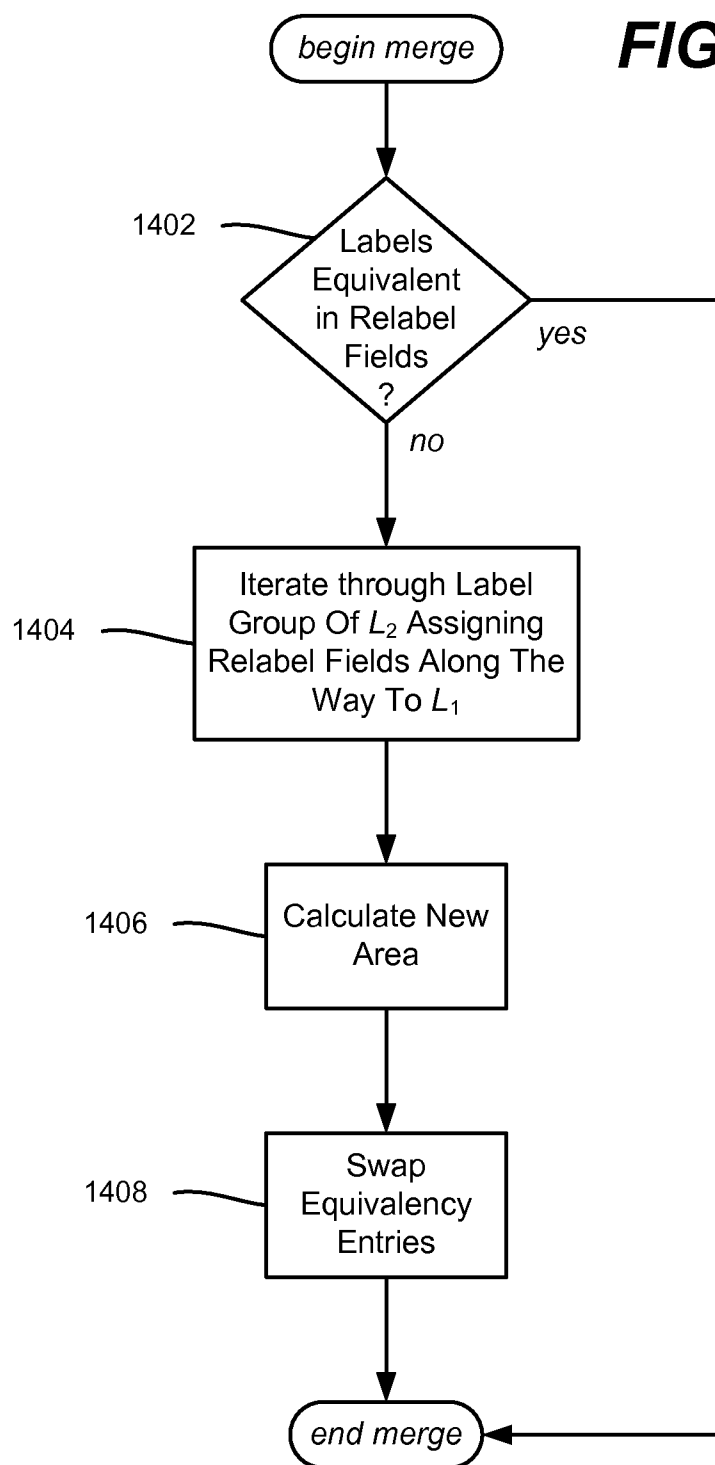 begin merge
FIG
1402
Labels
Equivalent
in Relabel
Fields
?
yes
no
1404
Iterate through Label
Group Of L₂ Assigning
Relabel Fields Along The
Way To L₁
1406
Calculate New
Area
1408
Swap
Equivalency
Entries
end merge